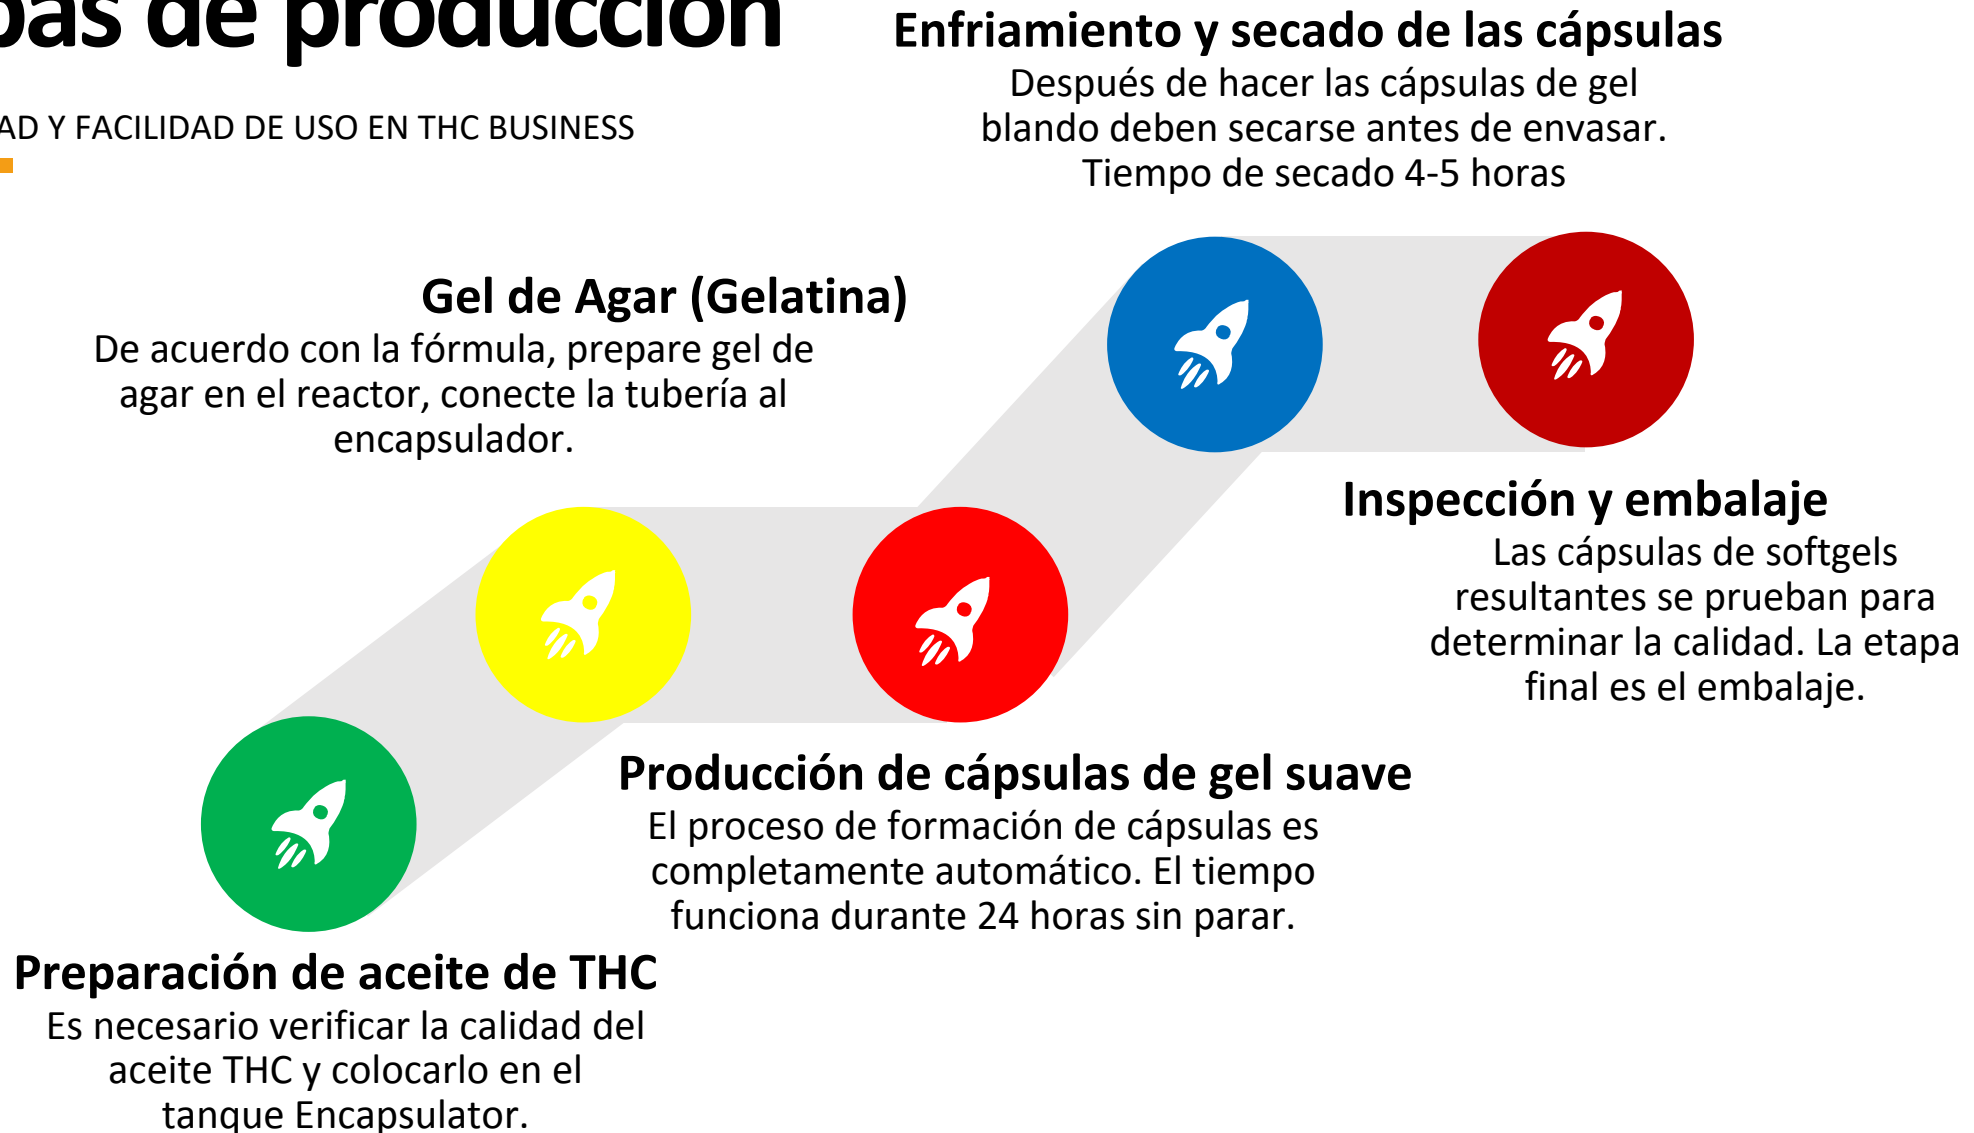 pas de producción
AD Y FACILIDAD DE USO EN THC BUSINESS
Enfriamiento y secado de las cápsulas
Después de hacer las cápsulas de gel
blando deben secarse antes de envasar.
Tiempo de secado 4-5 horas
Gel de Agar (Gelatina)
De acuerdo con la fórmula, prepare gel de
agar en el reactor, conecte la tubería al
encapsulador.
Inspección y embalaje
Las cápsulas de softgels
resultantes se prueban para
determinar la calidad. La etapa
final es el embalaje.
Producción de cápsulas de gel suave
El proceso de formación de cápsulas es
completamente automático. El tiempo
funciona durante 24 horas sin parar.
Preparación de aceite de THC
Es necesario verificar la calidad del
aceite THC y colocarlo en el
tanque Encapsulator.